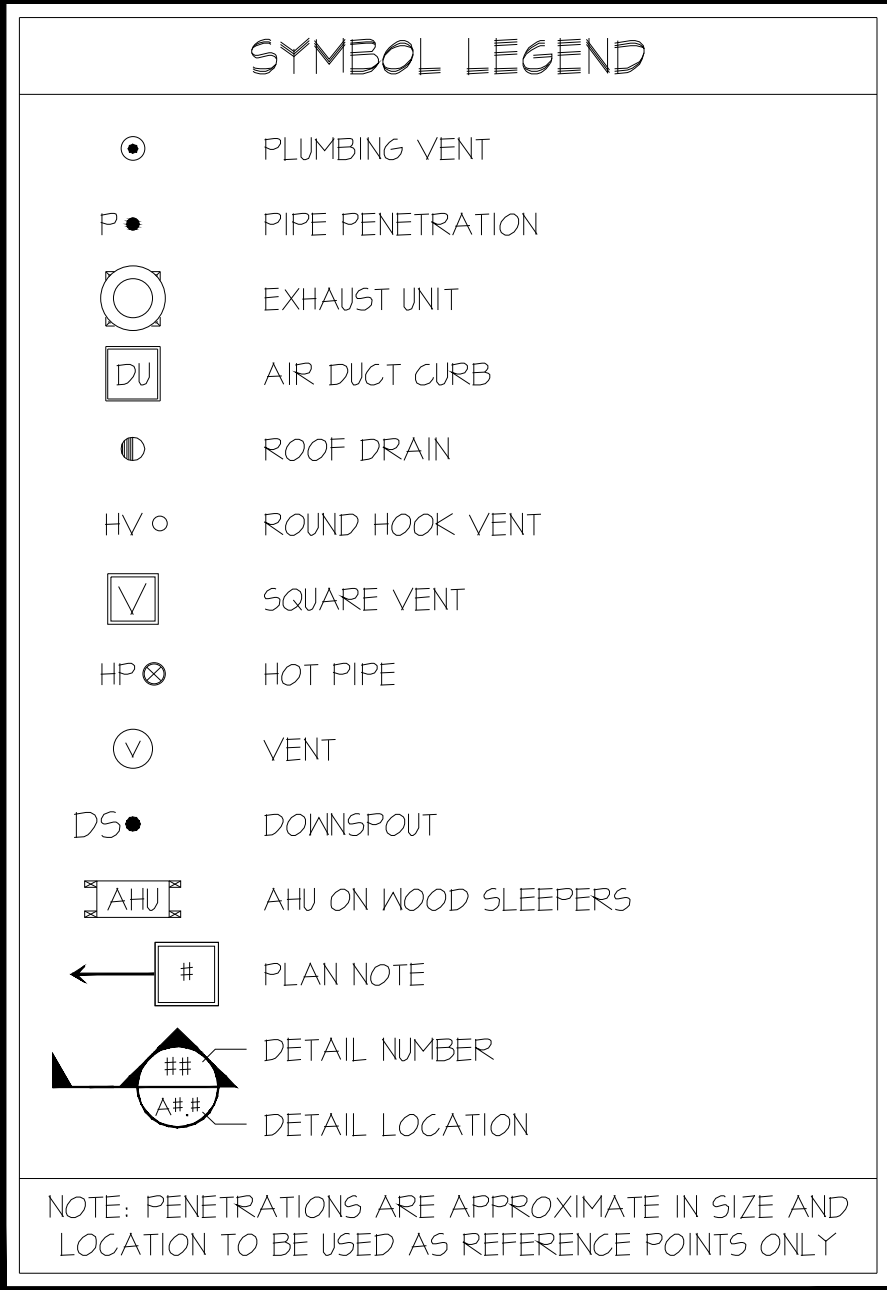 SYMBOL LEGEND
PLUMBING VENT
P PIPE PENETRATION
EXHAUST UNIT
DU AIR DUCT CURB
ROOF DRAIN
HV ROUND HOOK VENT
V SQUARE VENT
HP HOT PIPE
V VENT
DS DOWNSPOUT
AHU AHU ON WOOD SLEEPERS
# PLAN NOTE
## DETAIL NUMBER
A#.# DETAIL LOCATION
NOTE: PENETRATIONS ARE APPROXIMATE IN SIZE AND
LOCATION TO BE USED AS REFERENCE POINTS ONLY